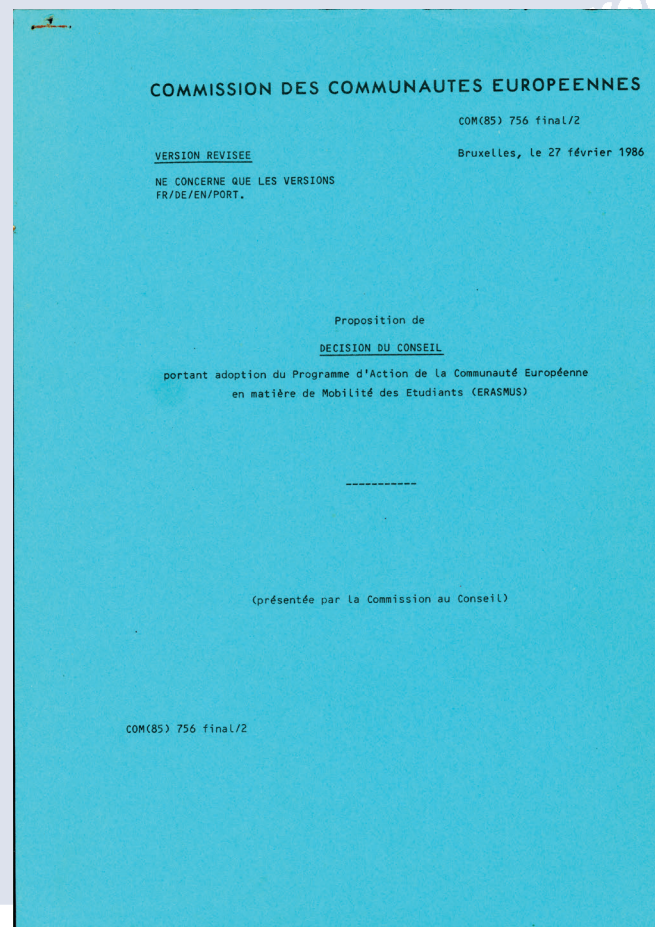 COMMISSION DES COMMUNAUTES EUROPEENNES
COM(85) 756 final/2
VERSION REVISEE
Bruxelles, le 27 février 1986
NE CONCERNE QUE LES VERSIONS
FR/DE/EN/PORT.
Proposition de
DECISION DU CONSEIL
portant adoption du Programme d'Action de la Communauté Européenne
en matière de Mobilité des Etudiants (ERASMUS)
-----------
(présentée par la Commission au Conseil)
COM(85) 756 final/2